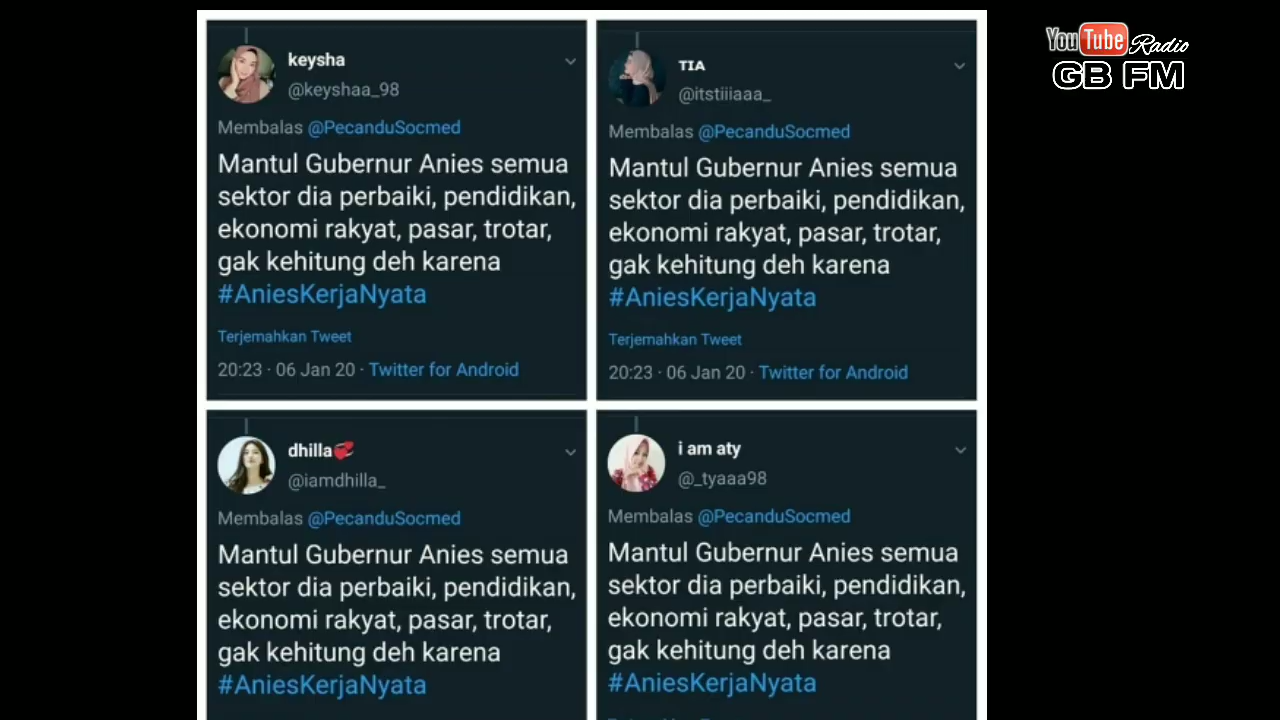 keysha
@keyshaa_98
Membalas @PecanduSocmed
Mantul Gubernur Anies semua
sektor dia perbaiki, pendidikan,
ekonomi rakyat, pasar, trotar,
gak kehitung deh karena
#AniesKerjaNyata
Terjemahkan Tweet
20:23 · 06 Jan 20 · Twitter for Android
TIA
@itstiiiaaa_
Membalas @PecanduSocmed
Mantul Gubernur Anies semua
sektor dia perbaiki, pendidikan,
ekonomi rakyat, pasar, trotar,
gak kehitung deh karena
#AniesKerjaNyata
Terjemahkan Tweet
20:23 · 06 Jan 20 · Twitter for Android
dhilla💞
@iamdhilla_
Membalas @PecanduSocmed
Mantul Gubernur Anies semua
sektor dia perbaiki, pendidikan,
ekonomi rakyat, pasar, trotar,
gak kehitung deh karena
#AniesKerjaNyata
i am aty
@_tyaaa98
Membalas @PecanduSocmed
Mantul Gubernur Anies semua
sektor dia perbaiki, pendidikan,
ekonomi rakyat, pasar, trotar,
gak kehitung deh karena
#AniesKerjaNyata
YouTube Radio
GB FM